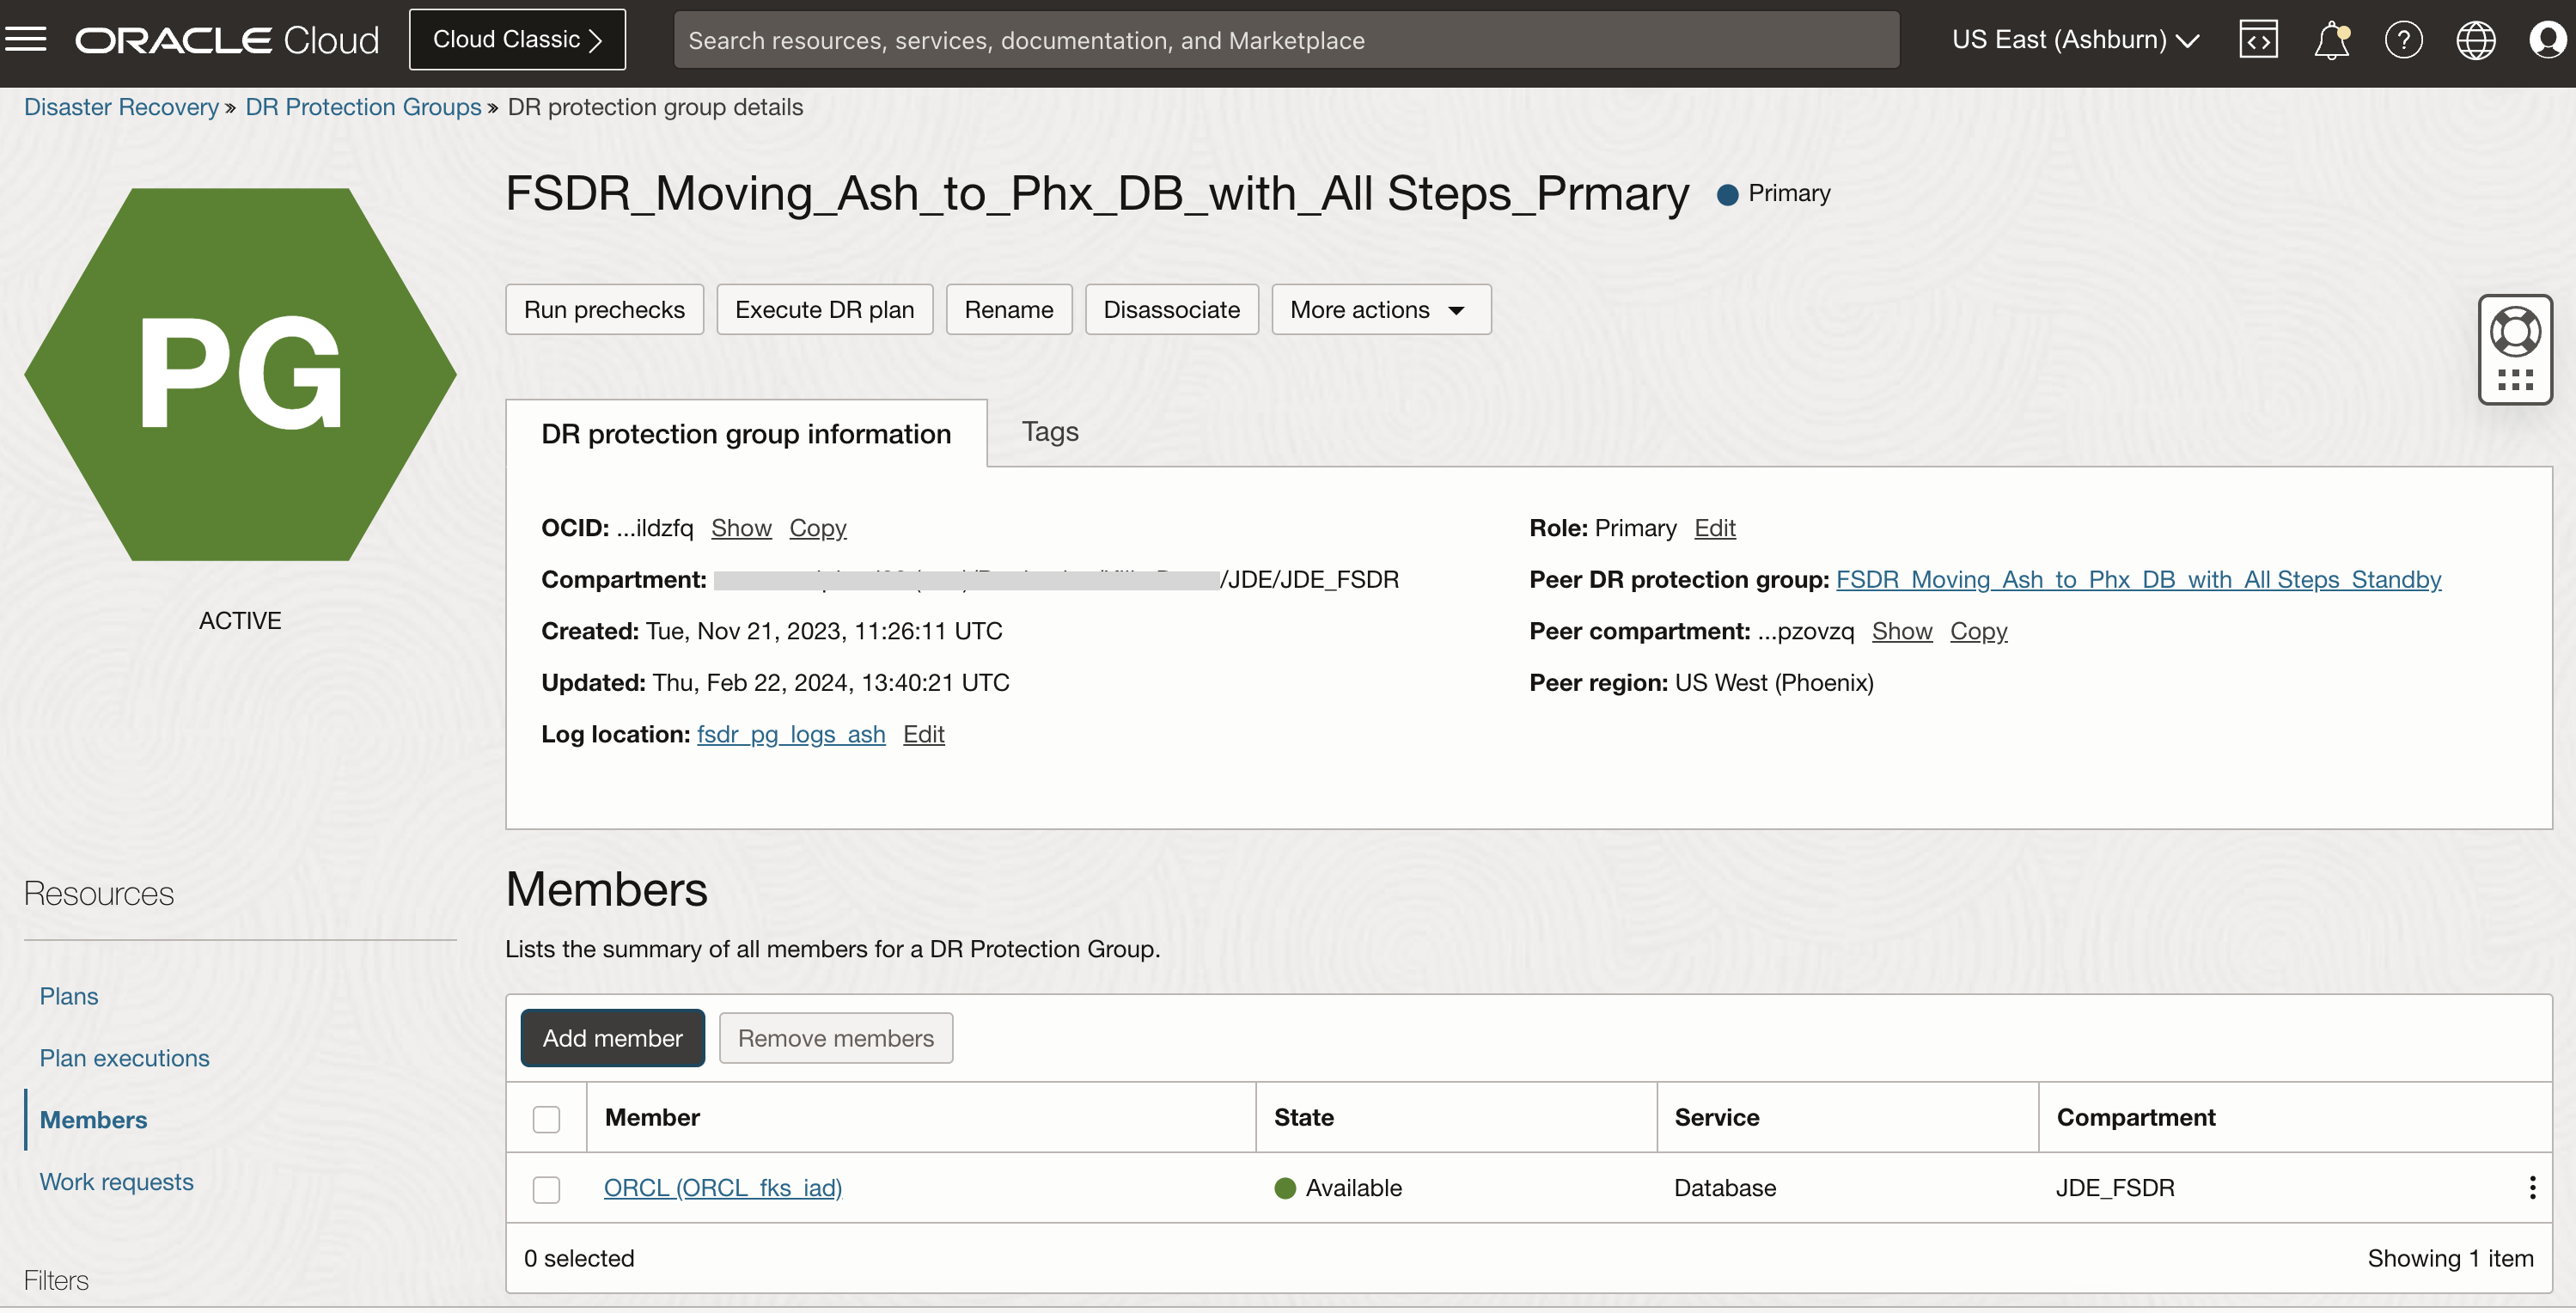 ORACLE Cloud
Cloud Classic
Search resources, services, documentation, and Marketplace
US East (Ashburn)
Disaster Recovery » DR Protection Groups » DR protection group details
PG
ACTIVE
FSDR_Moving_Ash_to_Phx_DB_with_All Steps_Prmary
Primary
Run prechecks
Execute DR plan
Rename
Disassociate
More actions
DR protection group information
Tags
OCID: ...ildzfq Show Copy
Compartment: /JDE/JDE_FSDR
Created: Tue, Nov 21, 2023, 11:26:11 UTC
Updated: Thu, Feb 22, 2024, 13:40:21 UTC
Log location: fsdr_pg_logs_ash Edit
Role: Primary Edit
Peer DR protection group: FSDR_Moving_Ash_to_Phx_DB_with_All Steps_Standby
Peer compartment: ...pzovzq Show Copy
Peer region: US West (Phoenix)
Resources
Plans
Plan executions
Members
Work requests
Filters
Members
Lists the summary of all members for a DR Protection Group.
Add member
Remove members
Member State Service Compartment
ORCL (ORCL_fks_iad) Available Database JDE_FSDR
0 selected
Showing 1 item